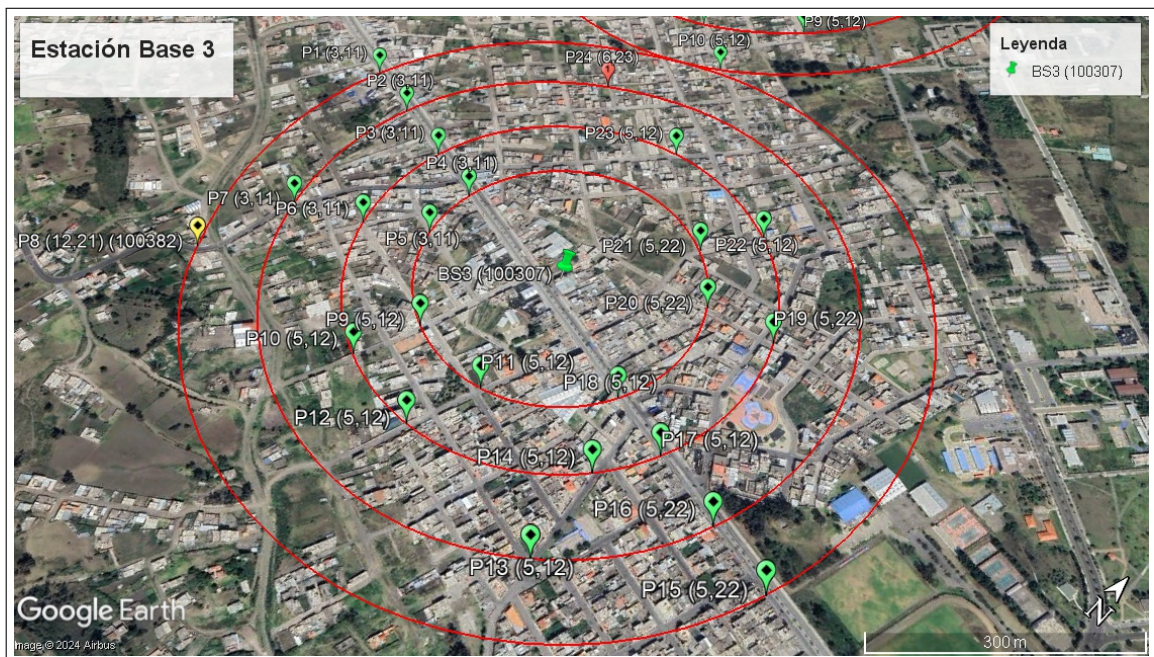 Estación Base 3
P9 (5,12)
P10 (5,12)
Leyenda
BS3 (100307)
P1 (3,11)
P24 (6,23)
P2 (3,11)
P3 (3,11)
P23 (5,12)
P4 (3,11)
P7 (3,11)
P6 (3,11)
P5 (3,11)
P8 (12,21) (100382)
P21 (5,22)
P22 (5,12)
BS3 (100307)
P20 (5,22)
P9 (5,12)
P19 (5,22)
P10 (5,12)
P11 (5,12)
P18 (5,12)
P12 (5,12)
P17 (5,12)
P14 (5,12)
P16 (5,22)
P13 (5,12)
P15 (5,22)
Google Earth
Image © 2024 Airbus
N
300 m